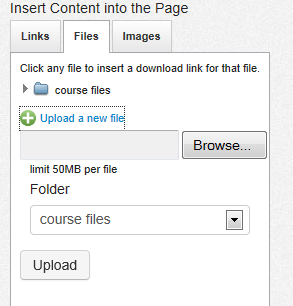 Insert Content into the Page
Links Files Images
Click any file to insert a download link for that file.
course files
Upload a new file
Browse...
limit 50MB per file
Folder
course files
Upload